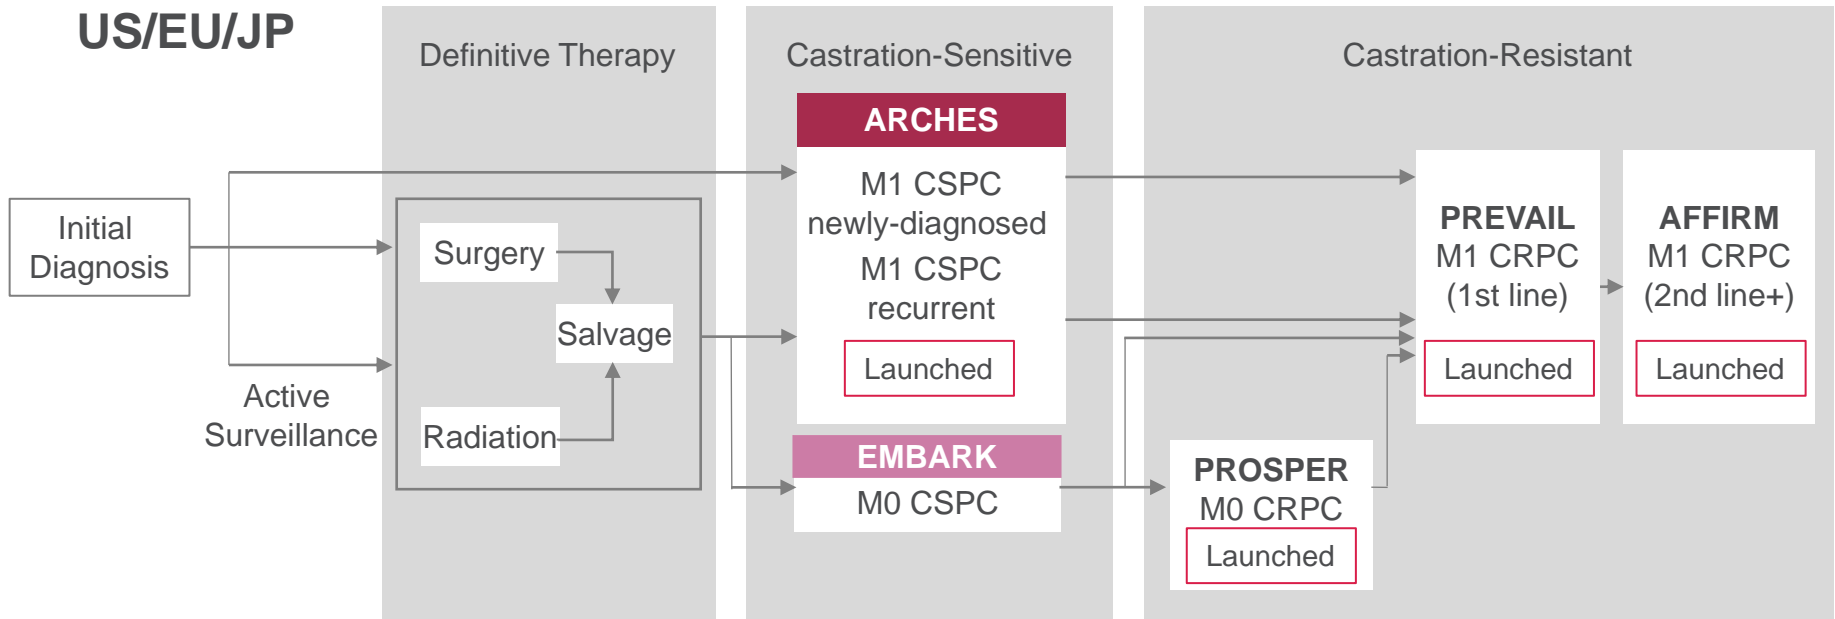 US/EU/JP
Definitive Therapy
Castration-Sensitive
Castration-Resistant
Initial
Diagnosis
Active
Surveillance
Surgery
Salvage
Radiation
ARCHES
M1 CSPC
newly-diagnosed
M1 CSPC
recurrent
Launched
EMBARK
M0 CSPC
PROSPER
M0 CRPC
Launched
PREVAIL
M1 CRPC
(1st line)
Launched
AFFIRM
M1 CRPC
(2nd line+)
Launched